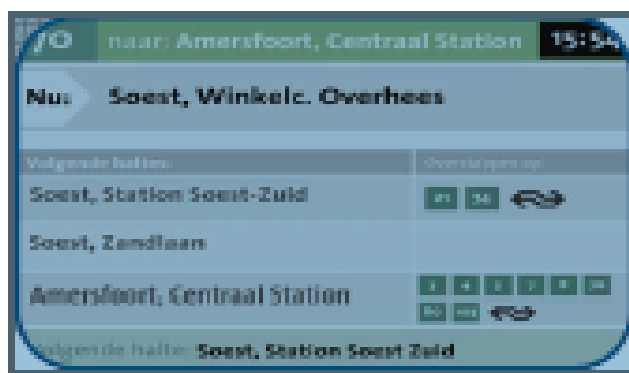 70 naar: Amersfoort, Centraal Station 15:54
Nu: Soest, Winkelc. Overhees
Volgende haltes: Overstappen op:
Soest, Station Soest-Zuid
Soest, Zandlaan
Amersfoort, Centraal Station
Volgende halte: Soest, Station Soest Zuid